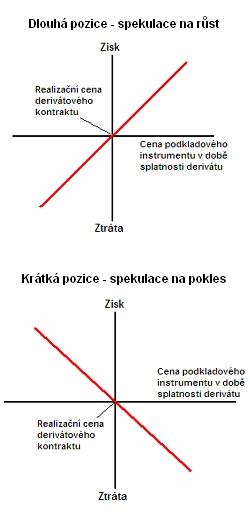 Dlouhá pozice - spekulace na růst
Zisk
Realizační cena
derivátového
kontraktu
Cena podkladového
instrumentu v době
splatnosti derivátu
Ztráta
Krátká pozice - spekulace na pokles
Zisk
Cena podkladového
instrumentu v době
splatnosti derivátu
Realizační cena
derivátového
kontraktu
Ztráta